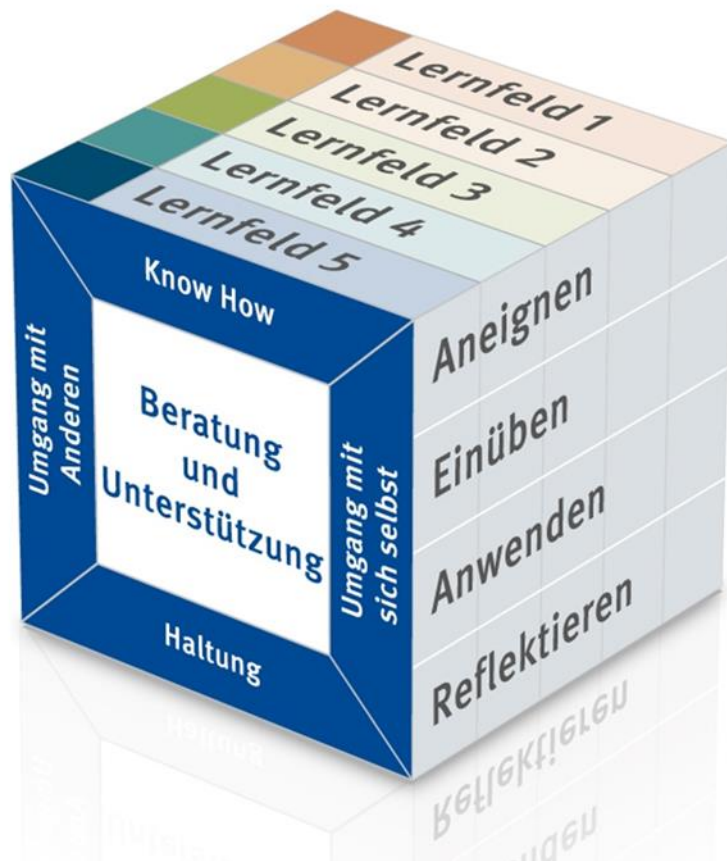 Lernfeld 1
Lernfeld 2
Lernfeld 3
Lernfeld 4
Lernfeld 5
Know How
Umgang mit
Anderen
Beratung
und
Unterstützung
Umgang mit
sich selbst
Haltung
Aneignen
Einüben
Anwenden
Reflektieren